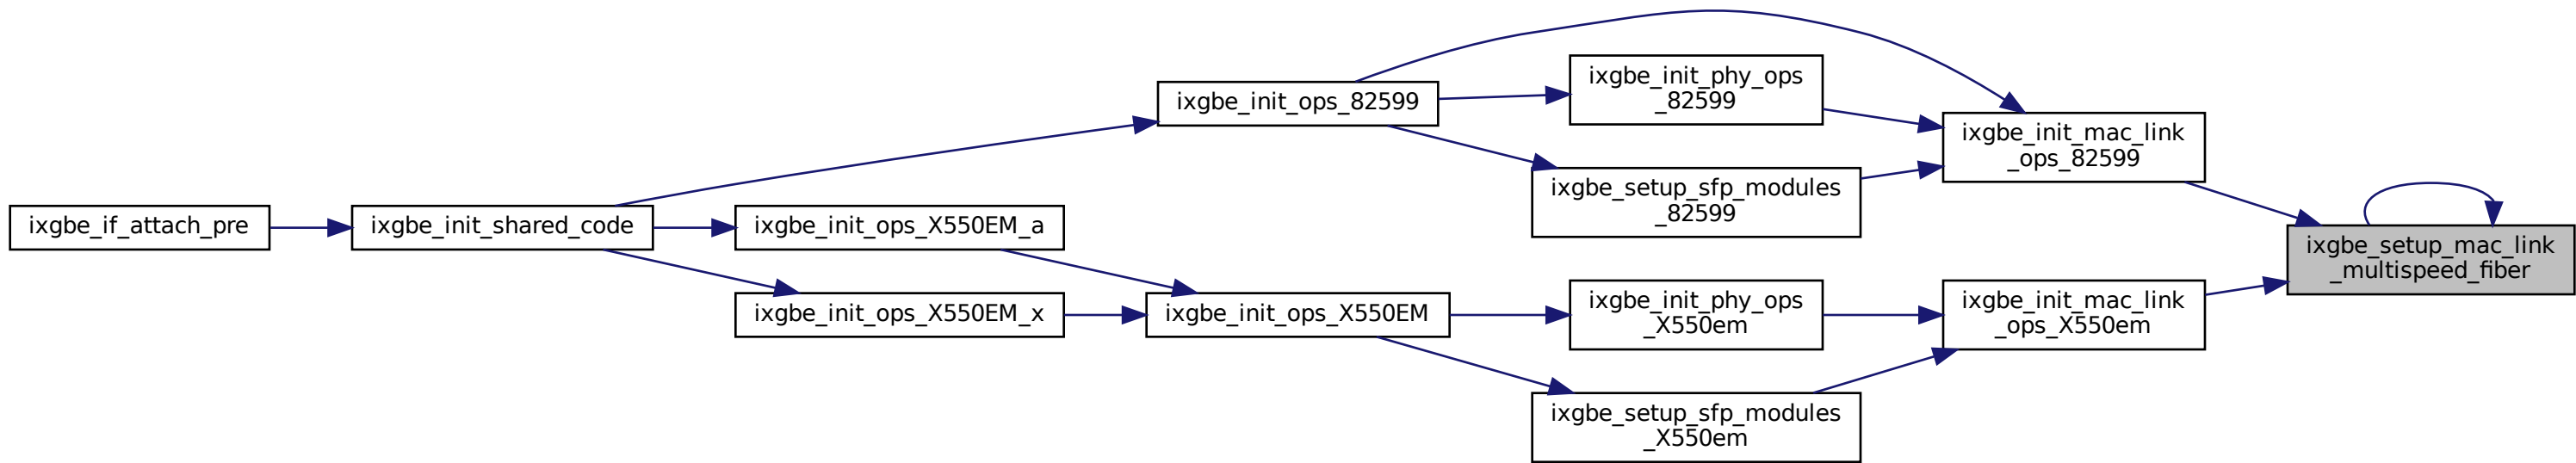 ixgbe_if_attach_pre
ixgbe_init_shared_code
ixgbe_init_ops_82599
ixgbe_init_ops_X550EM_a
ixgbe_init_ops_X550EM_x
ixgbe_init_ops_X550EM
ixgbe_init_phy_ops
_82599
ixgbe_setup_sfp_modules
_82599
ixgbe_init_phy_ops
_X550em
ixgbe_setup_sfp_modules
_X550em
ixgbe_init_mac_link
_ops_82599
ixgbe_init_mac_link
_ops_X550em
ixgbe_setup_mac_link
_multispeed_fiber